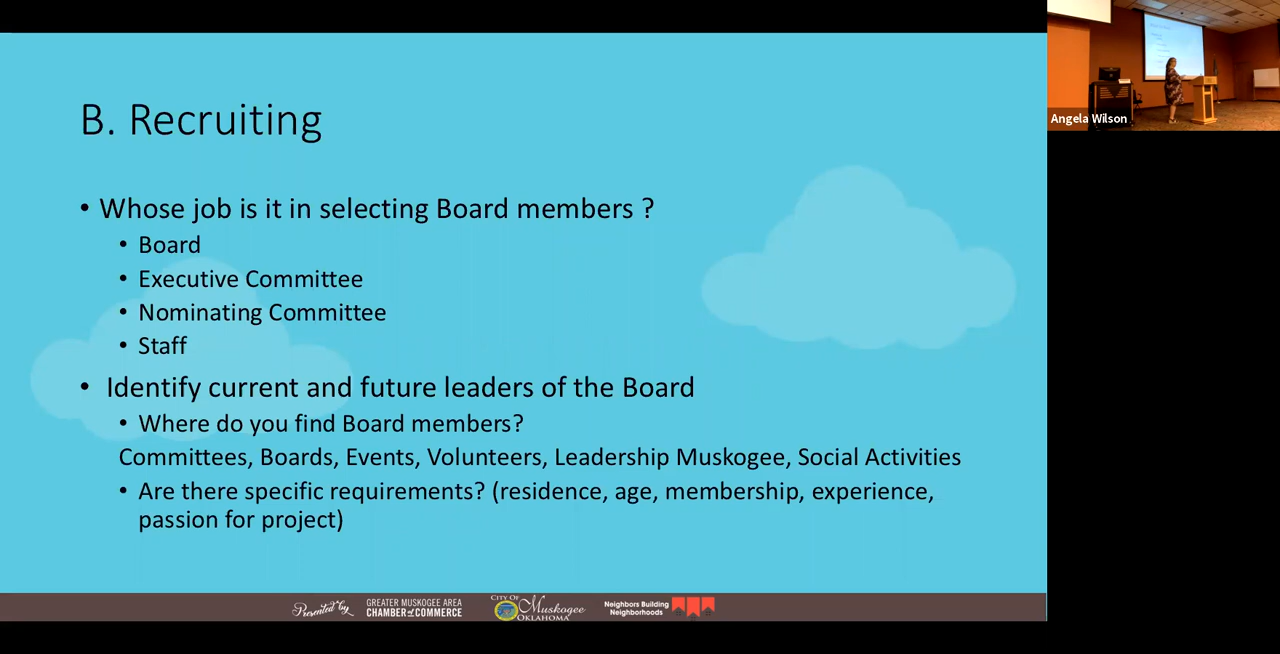 B. Recruiting
• Whose job is it in selecting Board members ?
• Board
• Executive Committee
• Nominating Committee
• Staff
• Identify current and future leaders of the Board
• Where do you find Board members?
Committees, Boards, Events, Volunteers, Leadership Muskogee, Social Activities
• Are there specific requirements? (residence, age, membership, experience,
passion for project)
Presented by
GREATER MUSKOGEE AREA
CHAMBER of COMMERCE
CITY OF
Muskogee
OKLAHOMA
Neighbors Building
Neighborhoods
Angela Wilson